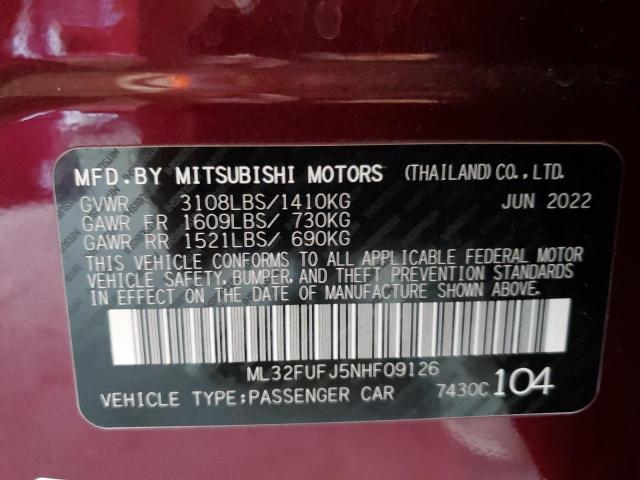 MFD.BY MITSUBISHI MOTORS (THAILAND)CO.,LTD.
GVWR 3108LBS/1410KG JUN 2022
GAWR FR 1609LBS/ 730KG
GAWR RR 1521LBS/ 690KG
THIS VEHICLE CONFORMS TO ALL APPLICABLE FEDERAL MOTOR
VEHICLE SAFETY, BUMPER, AND THEFT PREVENTION STANDARDS
IN EFFECT ON THE DATE OF MANUFACTURE SHOWN ABOVE.
ML32FUFJ5NHF09126
VEHICLE TYPE:PASSENGER CAR 7430C 104